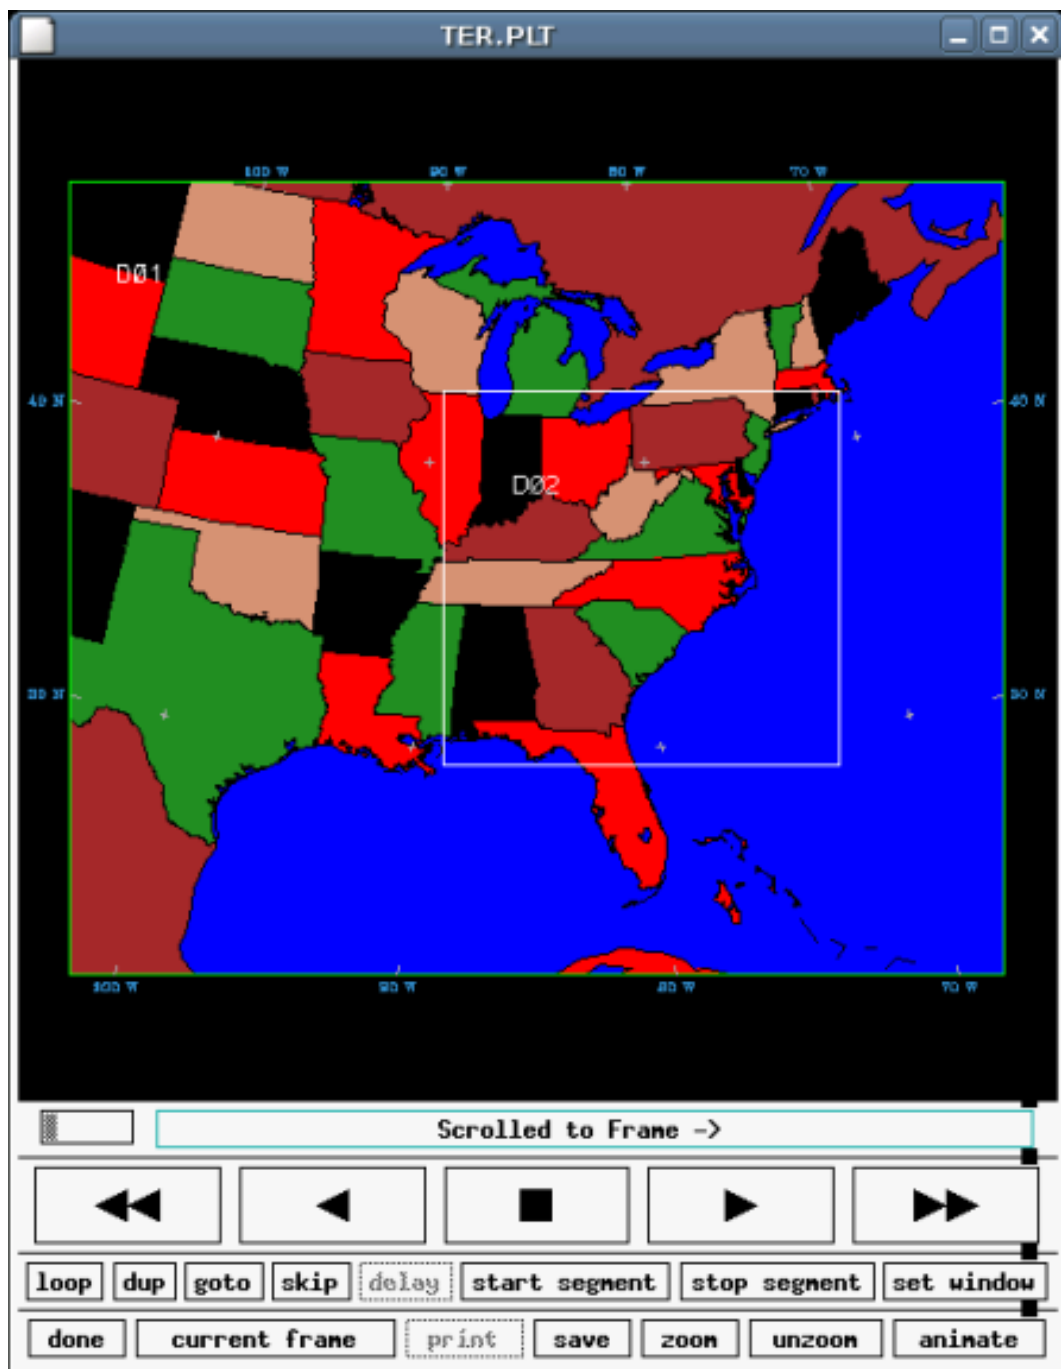 TER.PLT
100 W 90 W 80 W 70 W
D01
40 N 40 N
D02
30 N 30 N
100 W 90 W 80 W 70 W
Scrolled to Frame ->
loop dup goto skip delay start segment stop segment set window
done current frame print save zoom unzoom animate